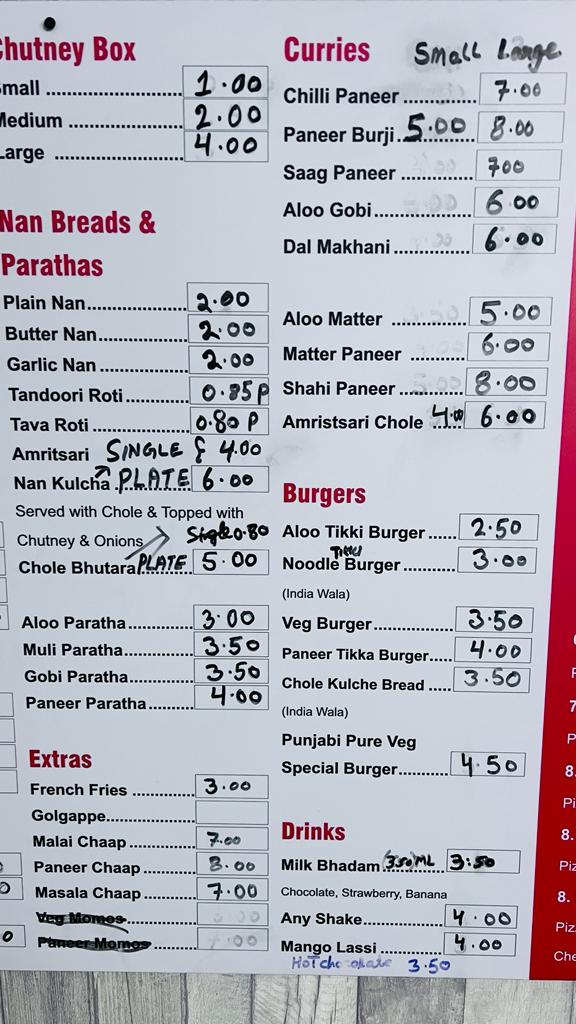 Chutney Box
Small 1.00
Medium 2.00
Large 4.00
Nan Breads &
Parathas
Plain Nan 2.00
Butter Nan 2.00
Garlic Nan 2.00
Tandoori Roti 0.85 P
Tava Roti 0.80 P
Amritsari SINGLE £ 4.00
Nan Kulcha PLATE 6.00
Served with Chole & Topped with
Chutney & Onions 0.80
Chole Bhutara PLATE 5.00
Aloo Paratha 3.00
Muli Paratha 3.50
Gobi Paratha 3.50
Paneer Paratha 4.00
Extras
French Fries 3.00
Golgappe
Malai Chaap 7.00
Paneer Chaap 8.00
Masala Chaap 7.00
Veg Momos
Paneer Momos
Curries Small Large
Chilli Paneer 7.00
Paneer Burji 5.00 8.00
Saag Paneer 700
Aloo Gobi 6.00
Dal Makhani 6.00
Aloo Matter 5.00
Matter Paneer 6.00
Shahi Paneer 8.00
Amristsari Chole 4.00 6.00
Burgers
Aloo Tikki Burger 2.50
Noodle Tikki Burger 3.00
(India Wala)
Veg Burger 3.50
Paneer Tikka Burger 4.00
Chole Kulche Bread 3.50
(India Wala)
Punjabi Pure Veg
Special Burger 4.50
Drinks
Milk Bhadam (350ML 3.50
Chocolate, Strawberry, Banana
Any Shake 4.00
Mango Lassi 4.00
Hot chocolate 3.50